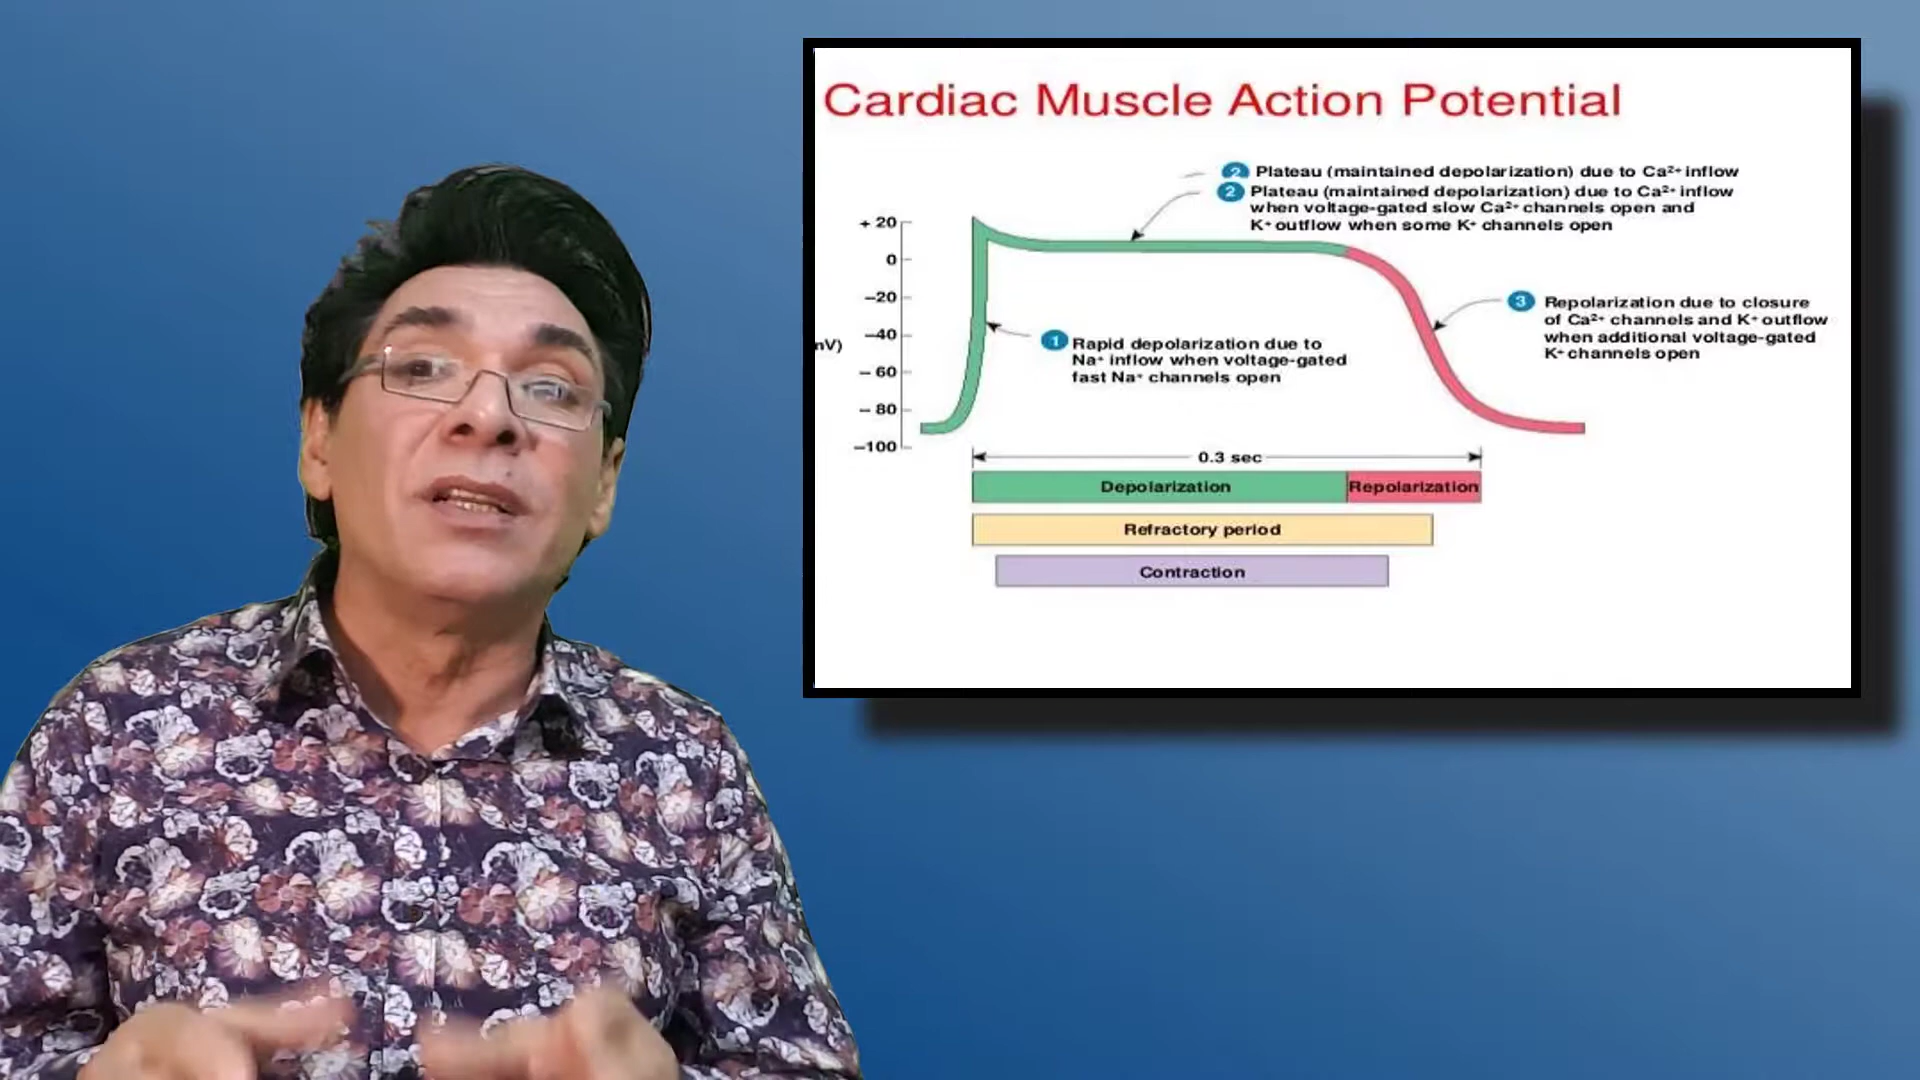 Cardiac Muscle Action Potential
2 Plateau (maintained depolarization) due to Ca²⁺ inflow
2 Plateau (maintained depolarization) due to Ca²⁺ inflow
when voltage-gated slow Ca²⁺ channels open and
K⁺ outflow when some K⁺ channels open
+ 20
0
–20
–40
– 60
– 80
–100
nV)
1 Rapid depolarization due to
Na⁺ inflow when voltage-gated
fast Na⁺ channels open
3 Repolarization due to closure
of Ca²⁺ channels and K⁺ outflow
when additional voltage-gated
K⁺ channels open
0.3 sec
Depolarization
Repolarization
Refractory period
Contraction